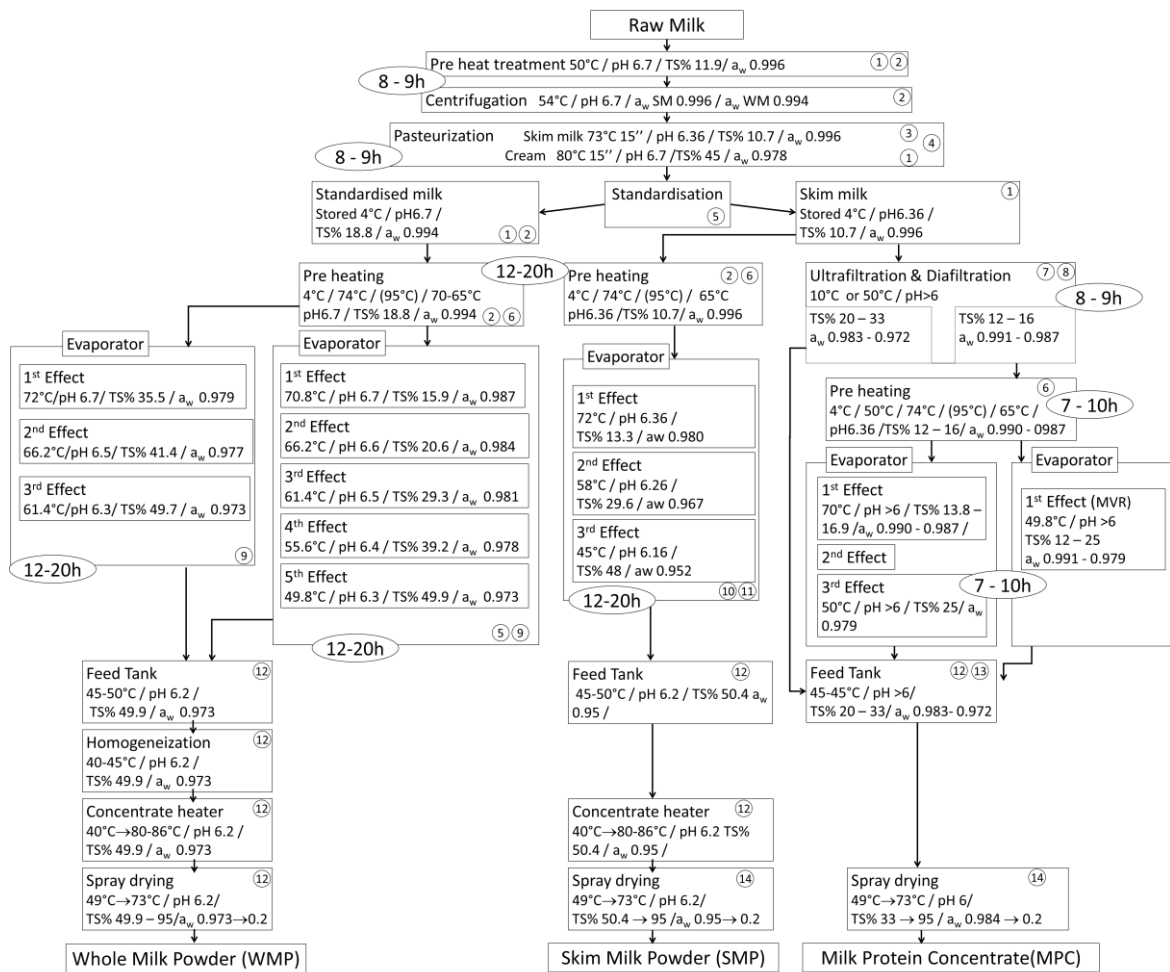 Raw Milk
Pre heat treatment 50°C / pH 6.7 / TS% 11.9/ aw 0.996
① ②
8 - 9h
Centrifugation 54°C / pH 6.7 / aw SM 0.996 / aw WM 0.994
②
Pasteurization Skim milk 73°C 15’’ / pH 6.36 / TS% 10.7 / aw 0.996
③
④
Cream 80°C 15’’ / pH 6.7 /TS% 45 / aw 0.978
①
8 - 9h
Standardised milk
Stored 4°C / pH6.7 /
TS% 18.8 / aw 0.994
① ②
Standardisation
⑤
Skim milk
①
Stored 4°C / pH6.36 /
TS% 10.7 / aw 0.996
Pre heating
4°C / 74°C / (95°C) / 70-65°C
pH6.7 / TS% 18.8 / aw 0.994
② ⑥
12-20h
Pre heating
② ⑥
4°C / 74°C / (95°C) / 65°C
pH6.36 /TS% 10.7/ aw 0.996
Ultrafiltration & Diafiltration
⑦ ⑧
10°C or 50°C / pH>6
8 – 9h
TS% 20 – 33
aw 0.983 - 0.972
TS% 12 – 16
aw 0.991 - 0.987
Evaporator
1st Effect
72°C/pH 6.7/ TS% 35.5 / aw 0.979
2nd Effect
66.2°C/pH 6.5/ TS% 41.4 / aw 0.977
3rd Effect
61.4°C/pH 6.3/ TS% 49.7 / aw 0.973
⑨
12-20h
Evaporator
1st Effect
70.8°C / pH 6.7 / TS% 15.9 / aw 0.987
2nd Effect
66.2°C / pH 6.6 / TS% 20.6 / aw 0.984
3rd Effect
61.4°C / pH 6.5 / TS% 29.3 / aw 0.981
4th Effect
55.6°C / pH 6.4 / TS% 39.2 / aw 0.978
5th Effect
49.8°C / pH 6.3 / TS% 49.9 / aw 0.973
⑤ ⑨
12-20h
Evaporator
1st Effect
72°C / pH 6.36 /
TS% 13.3 / aw 0.980
2nd Effect
58°C / pH 6.26 /
TS% 29.6 / aw 0.967
3rd Effect
45°C / pH 6.16 /
TS% 48 / aw 0.952
⑩ ⑪
12-20h
Pre heating
⑥
4°C / 50°C / 74°C / (95°C) / 65°C /
pH6.36 /TS% 12 – 16/ aw 0.990 - 0987
7 - 10h
Evaporator
1st Effect
70°C / pH >6 / TS% 13.8 –
16.9 /aw 0.990 - 0.987 /
2nd Effect
3rd Effect
50°C / pH >6 / TS% 25/ aw
0.979
Evaporator
1st Effect (MVR)
49.8°C / pH >6
TS% 12 – 25
aw 0.991 - 0.979
7 - 10h
Feed Tank
⑫
45-50°C / pH 6.2 /
TS% 49.9 / aw 0.973
Feed Tank
⑫
45-50°C / pH 6.2 / TS% 50.4 aw
0.95 /
Feed Tank
⑫ ⑬
45-45°C / pH >6/
TS% 20 – 33/ aw 0.983- 0.972
Homogeneization
⑫
40-45°C / pH 6.2 /
TS% 49.9 / aw 0.973
Concentrate heater
⑫
40°C→80-86°C / pH 6.2 /
TS% 49.9 / aw 0.973
Concentrate heater
⑫
40°C→80-86°C / pH 6.2 TS%
50.4 / aw 0.95 /
Spray drying
⑫
49°C→73°C / pH 6.2/
TS% 49.9 – 95/aw 0.973→0.2
Spray drying
⑭
49°C→73°C / pH 6.2/
TS% 50.4 → 95 /aw 0.95→ 0.2
Spray drying
⑭
49°C→73°C / pH 6/
TS% 33 → 95 / aw 0.984 → 0.2
Whole Milk Powder (WMP)
Skim Milk Powder (SMP)
Milk Protein Concentrate(MPC)